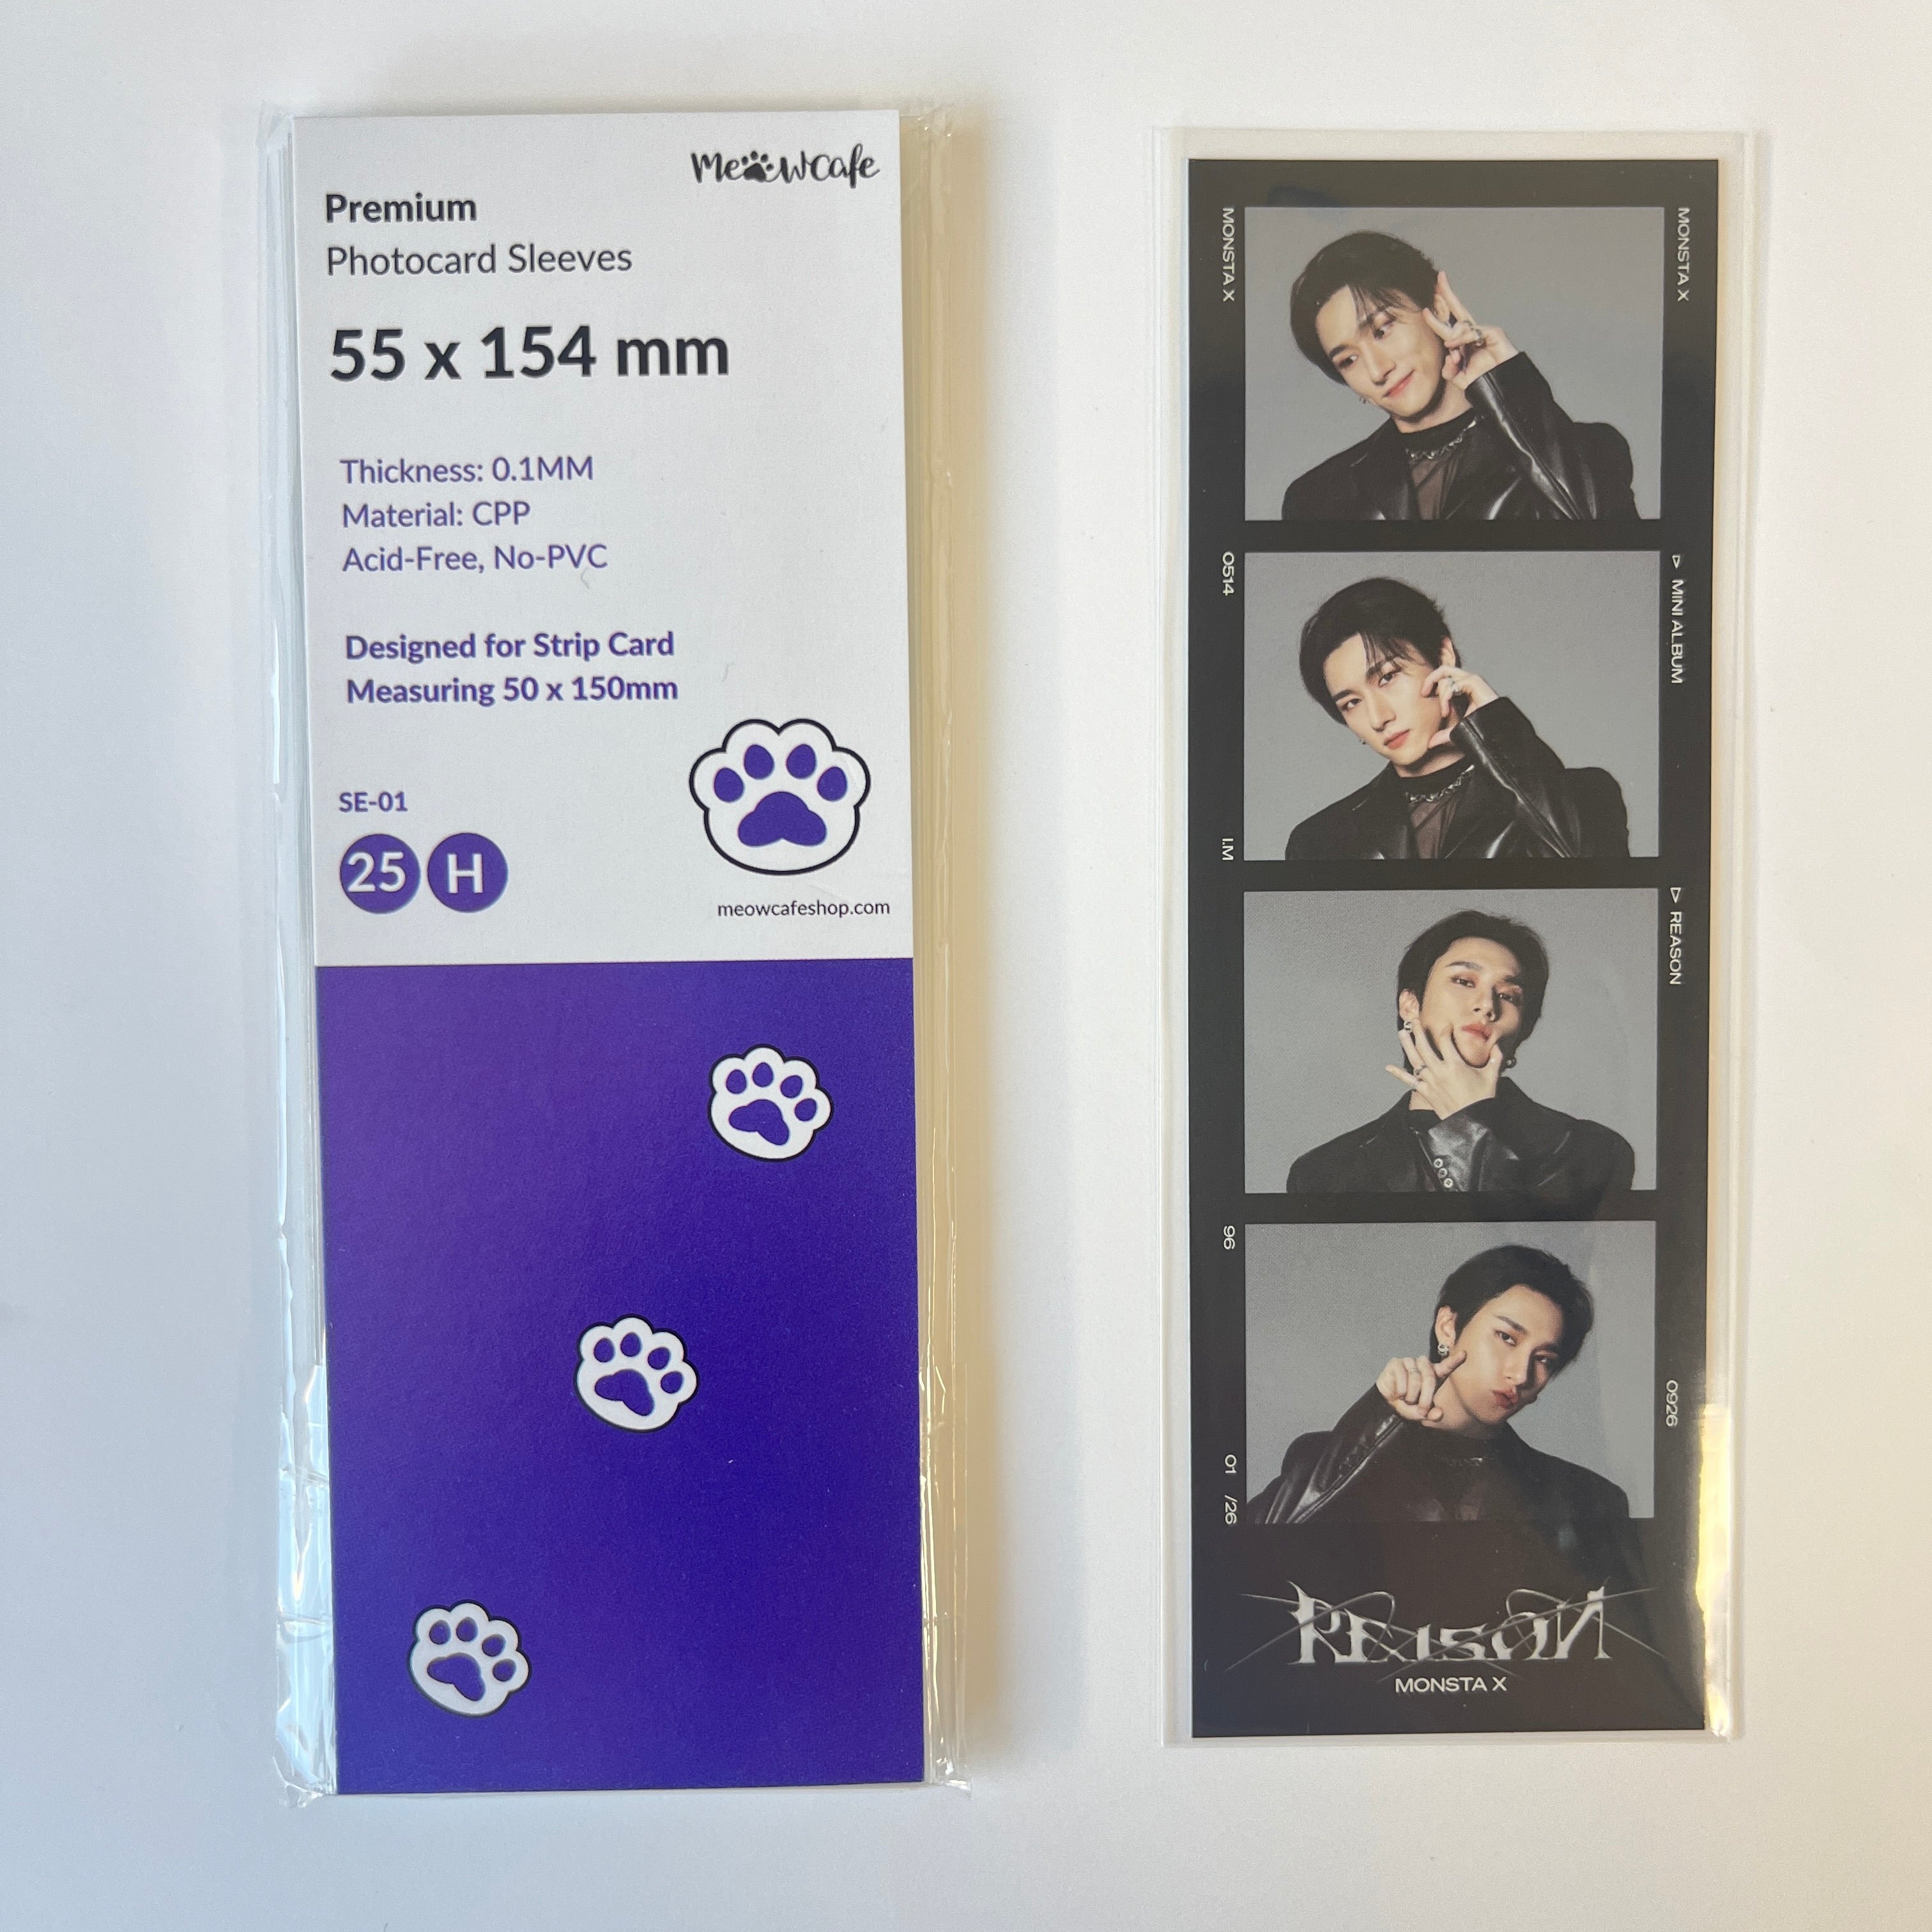 MeowCafe
Premium
Photocard Sleeves
55 x 154 mm
Thickness: 0.1MM
Material: CPP
Acid-Free, No-PVC
Designed for Strip Card
Measuring 50 x 150mm
SE-01
25 H
meowcafeshop.com
MONSTA X
MONSTA X
0514
▷ MINI ALBUM
I.M
▷ REASON
96
0926
01 /26
REASON
MONSTA X